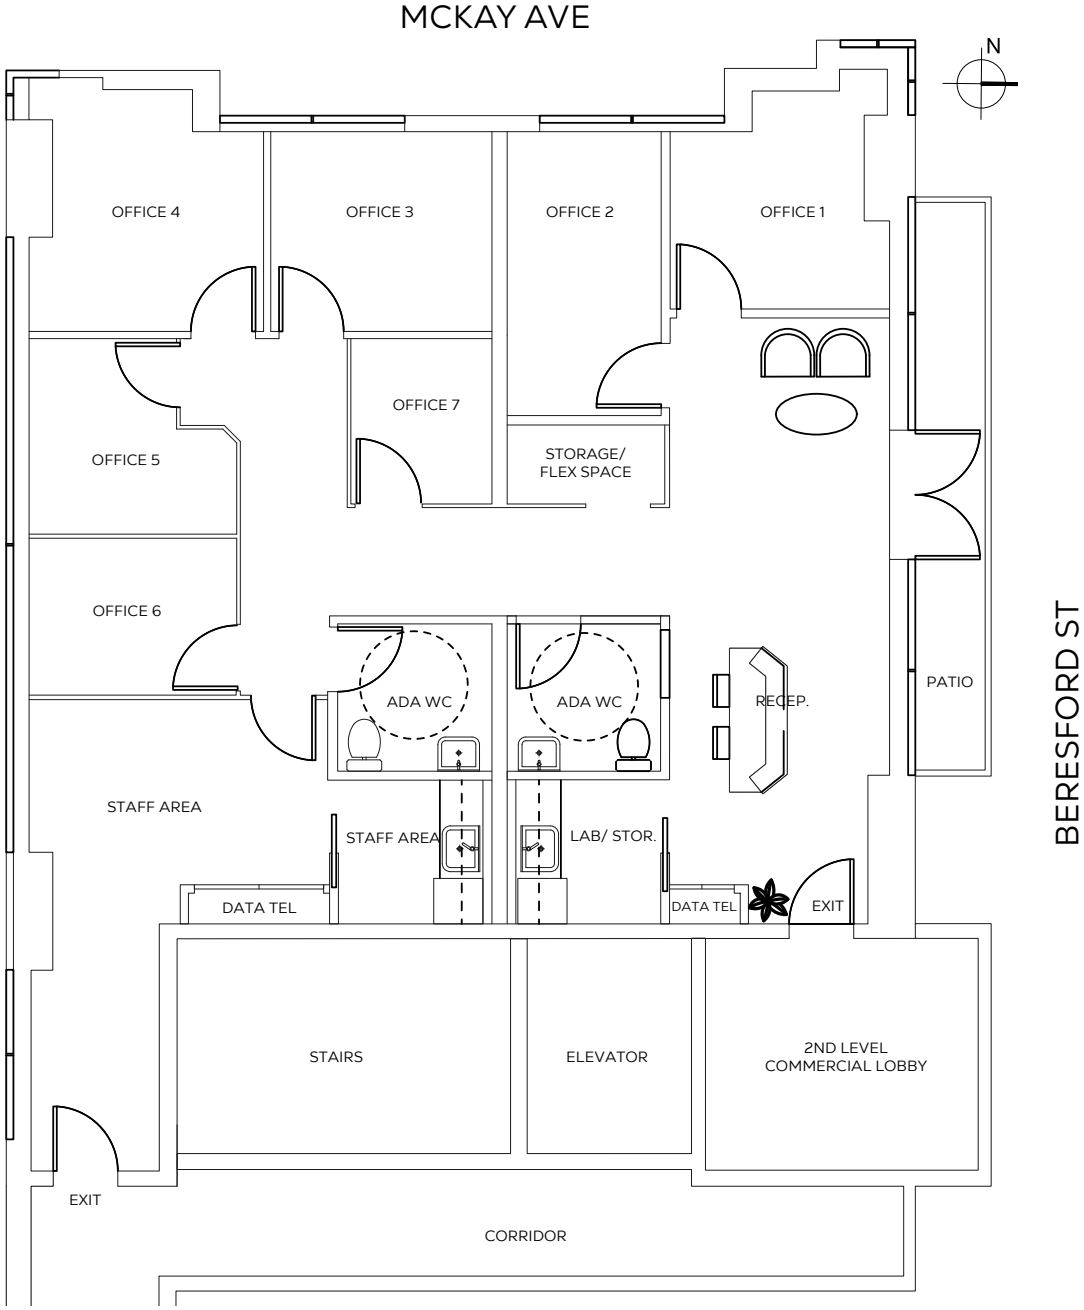 MCKAY AVE
N
OFFICE 4
OFFICE 3
OFFICE 2
OFFICE 1
OFFICE 7
OFFICE 5
STORAGE/
FLEX SPACE
OFFICE 6
BERESFORD ST
ADA WC
ADA WC
RECEP.
PATIO
STAFF AREA
STAFF AREA
LAB/ STOR.
DATA TEL
DATA TEL
EXIT
STAIRS
ELEVATOR
2ND LEVEL
COMMERCIAL LOBBY
EXIT
CORRIDOR